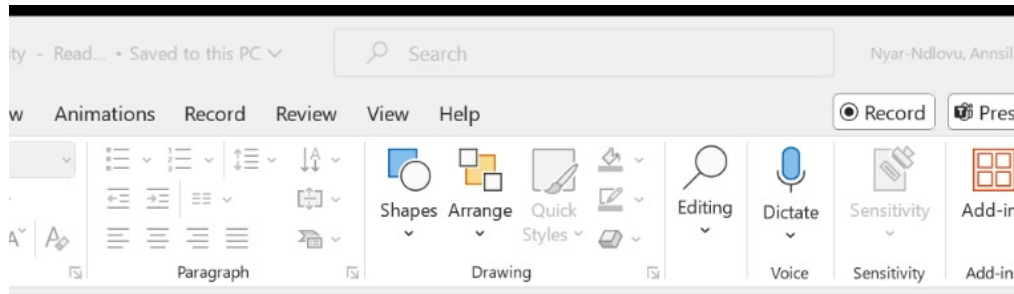 ity - Read... • Saved to this PC
Search
Nyar-Ndlovu, Annsil
w Animations Record Review View Help
Record
Pres
Shapes Arrange Quick Styles
Editing
Dictate
Sensitivity
Add-in
Paragraph
Drawing
Voice
Sensitivity
Add-in